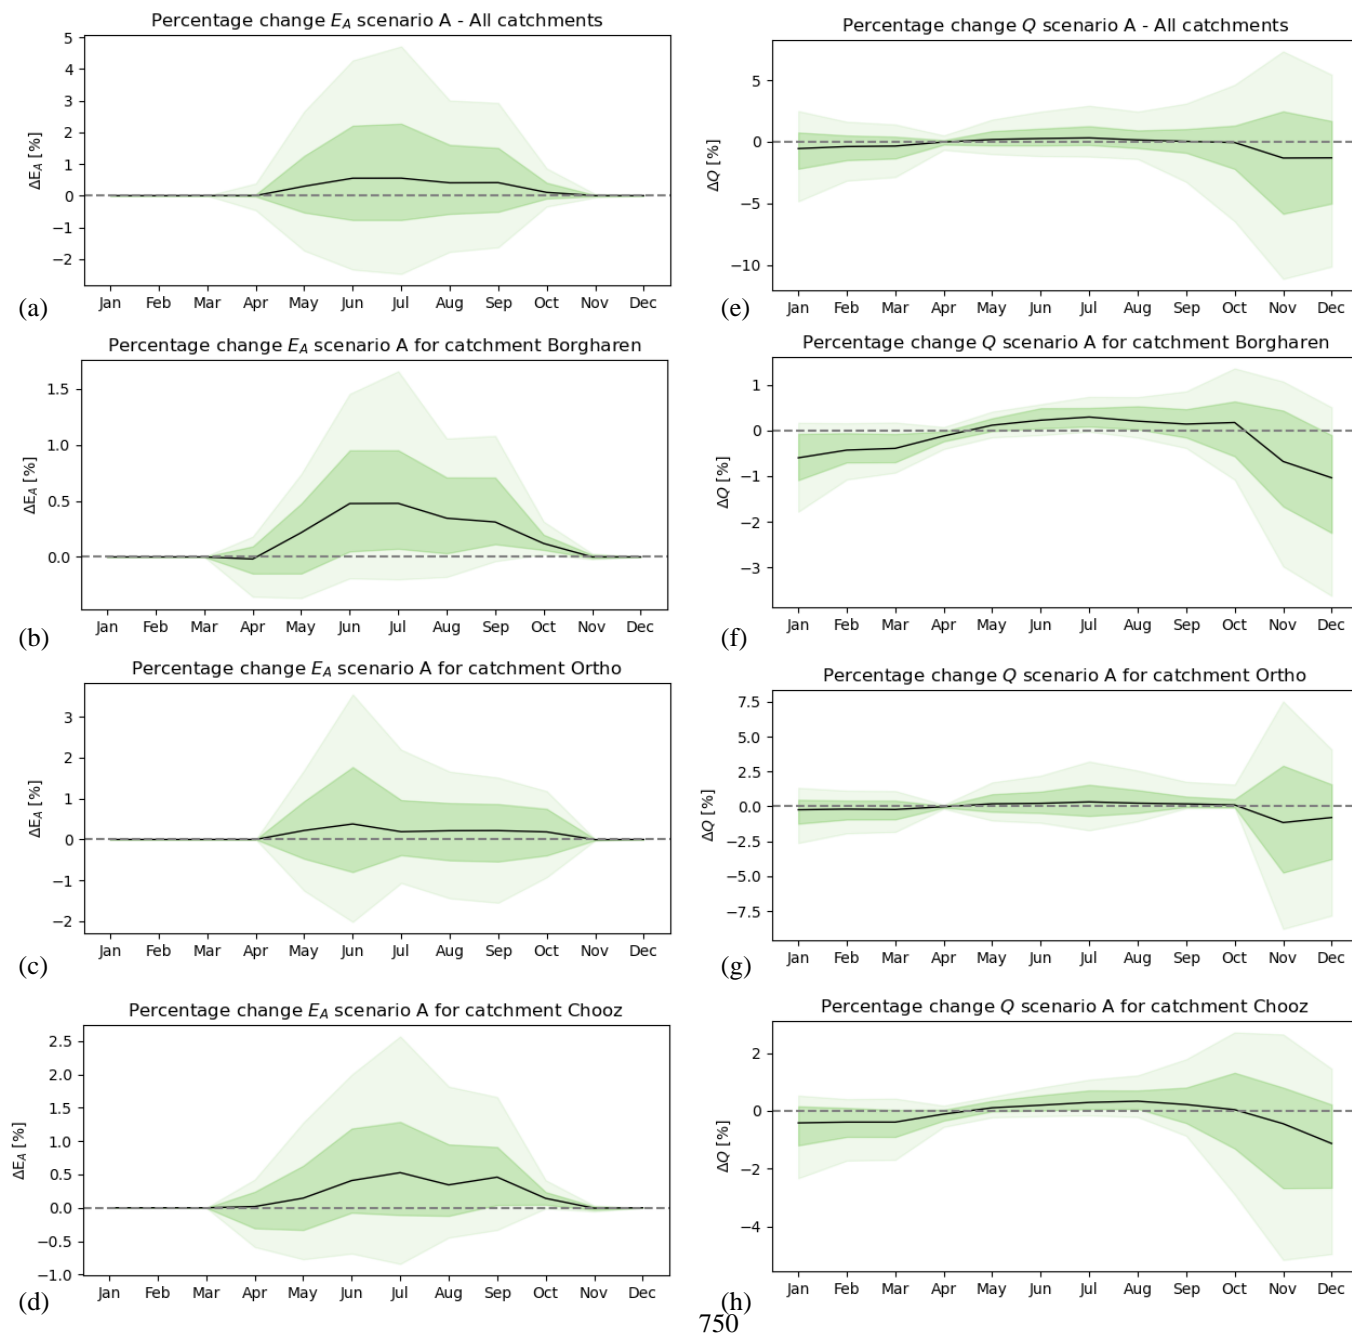 Percentage change E_A scenario A - All catchments
5
4
3
2
1
0
−1
−2
ΔE_A [%]
Jan Feb Mar Apr May Jun Jul Aug Sep Oct Nov Dec
(a)
Percentage change Q scenario A - All catchments
5
0
−5
−10
ΔQ [%]
Jan Feb Mar Apr May Jun Jul Aug Sep Oct Nov Dec
(e)
Percentage change E_A scenario A for catchment Borgharen
1.5
1.0
0.5
0.0
ΔE_A [%]
Jan Feb Mar Apr May Jun Jul Aug Sep Oct Nov Dec
(b)
Percentage change Q scenario A for catchment Borgharen
1
0
−1
−2
−3
ΔQ [%]
Jan Feb Mar Apr May Jun Jul Aug Sep Oct Nov Dec
(f)
Percentage change E_A scenario A for catchment Ortho
3
2
1
0
−1
−2
ΔE_A [%]
Jan Feb Mar Apr May Jun Jul Aug Sep Oct Nov Dec
(c)
Percentage change Q scenario A for catchment Ortho
7.5
5.0
2.5
0.0
−2.5
−5.0
−7.5
ΔQ [%]
Jan Feb Mar Apr May Jun Jul Aug Sep Oct Nov Dec
(g)
Percentage change E_A scenario A for catchment Chooz
2.5
2.0
1.5
1.0
0.5
0.0
−0.5
−1.0
ΔE_A [%]
Jan Feb Mar Apr May Jun Jul Aug Sep Oct Nov Dec
(d)
Percentage change Q scenario A for catchment Chooz
2
0
−2
−4
ΔQ [%]
Jan Feb Mar Apr May Jun Jul Aug Sep Oct Nov Dec
(h)
750